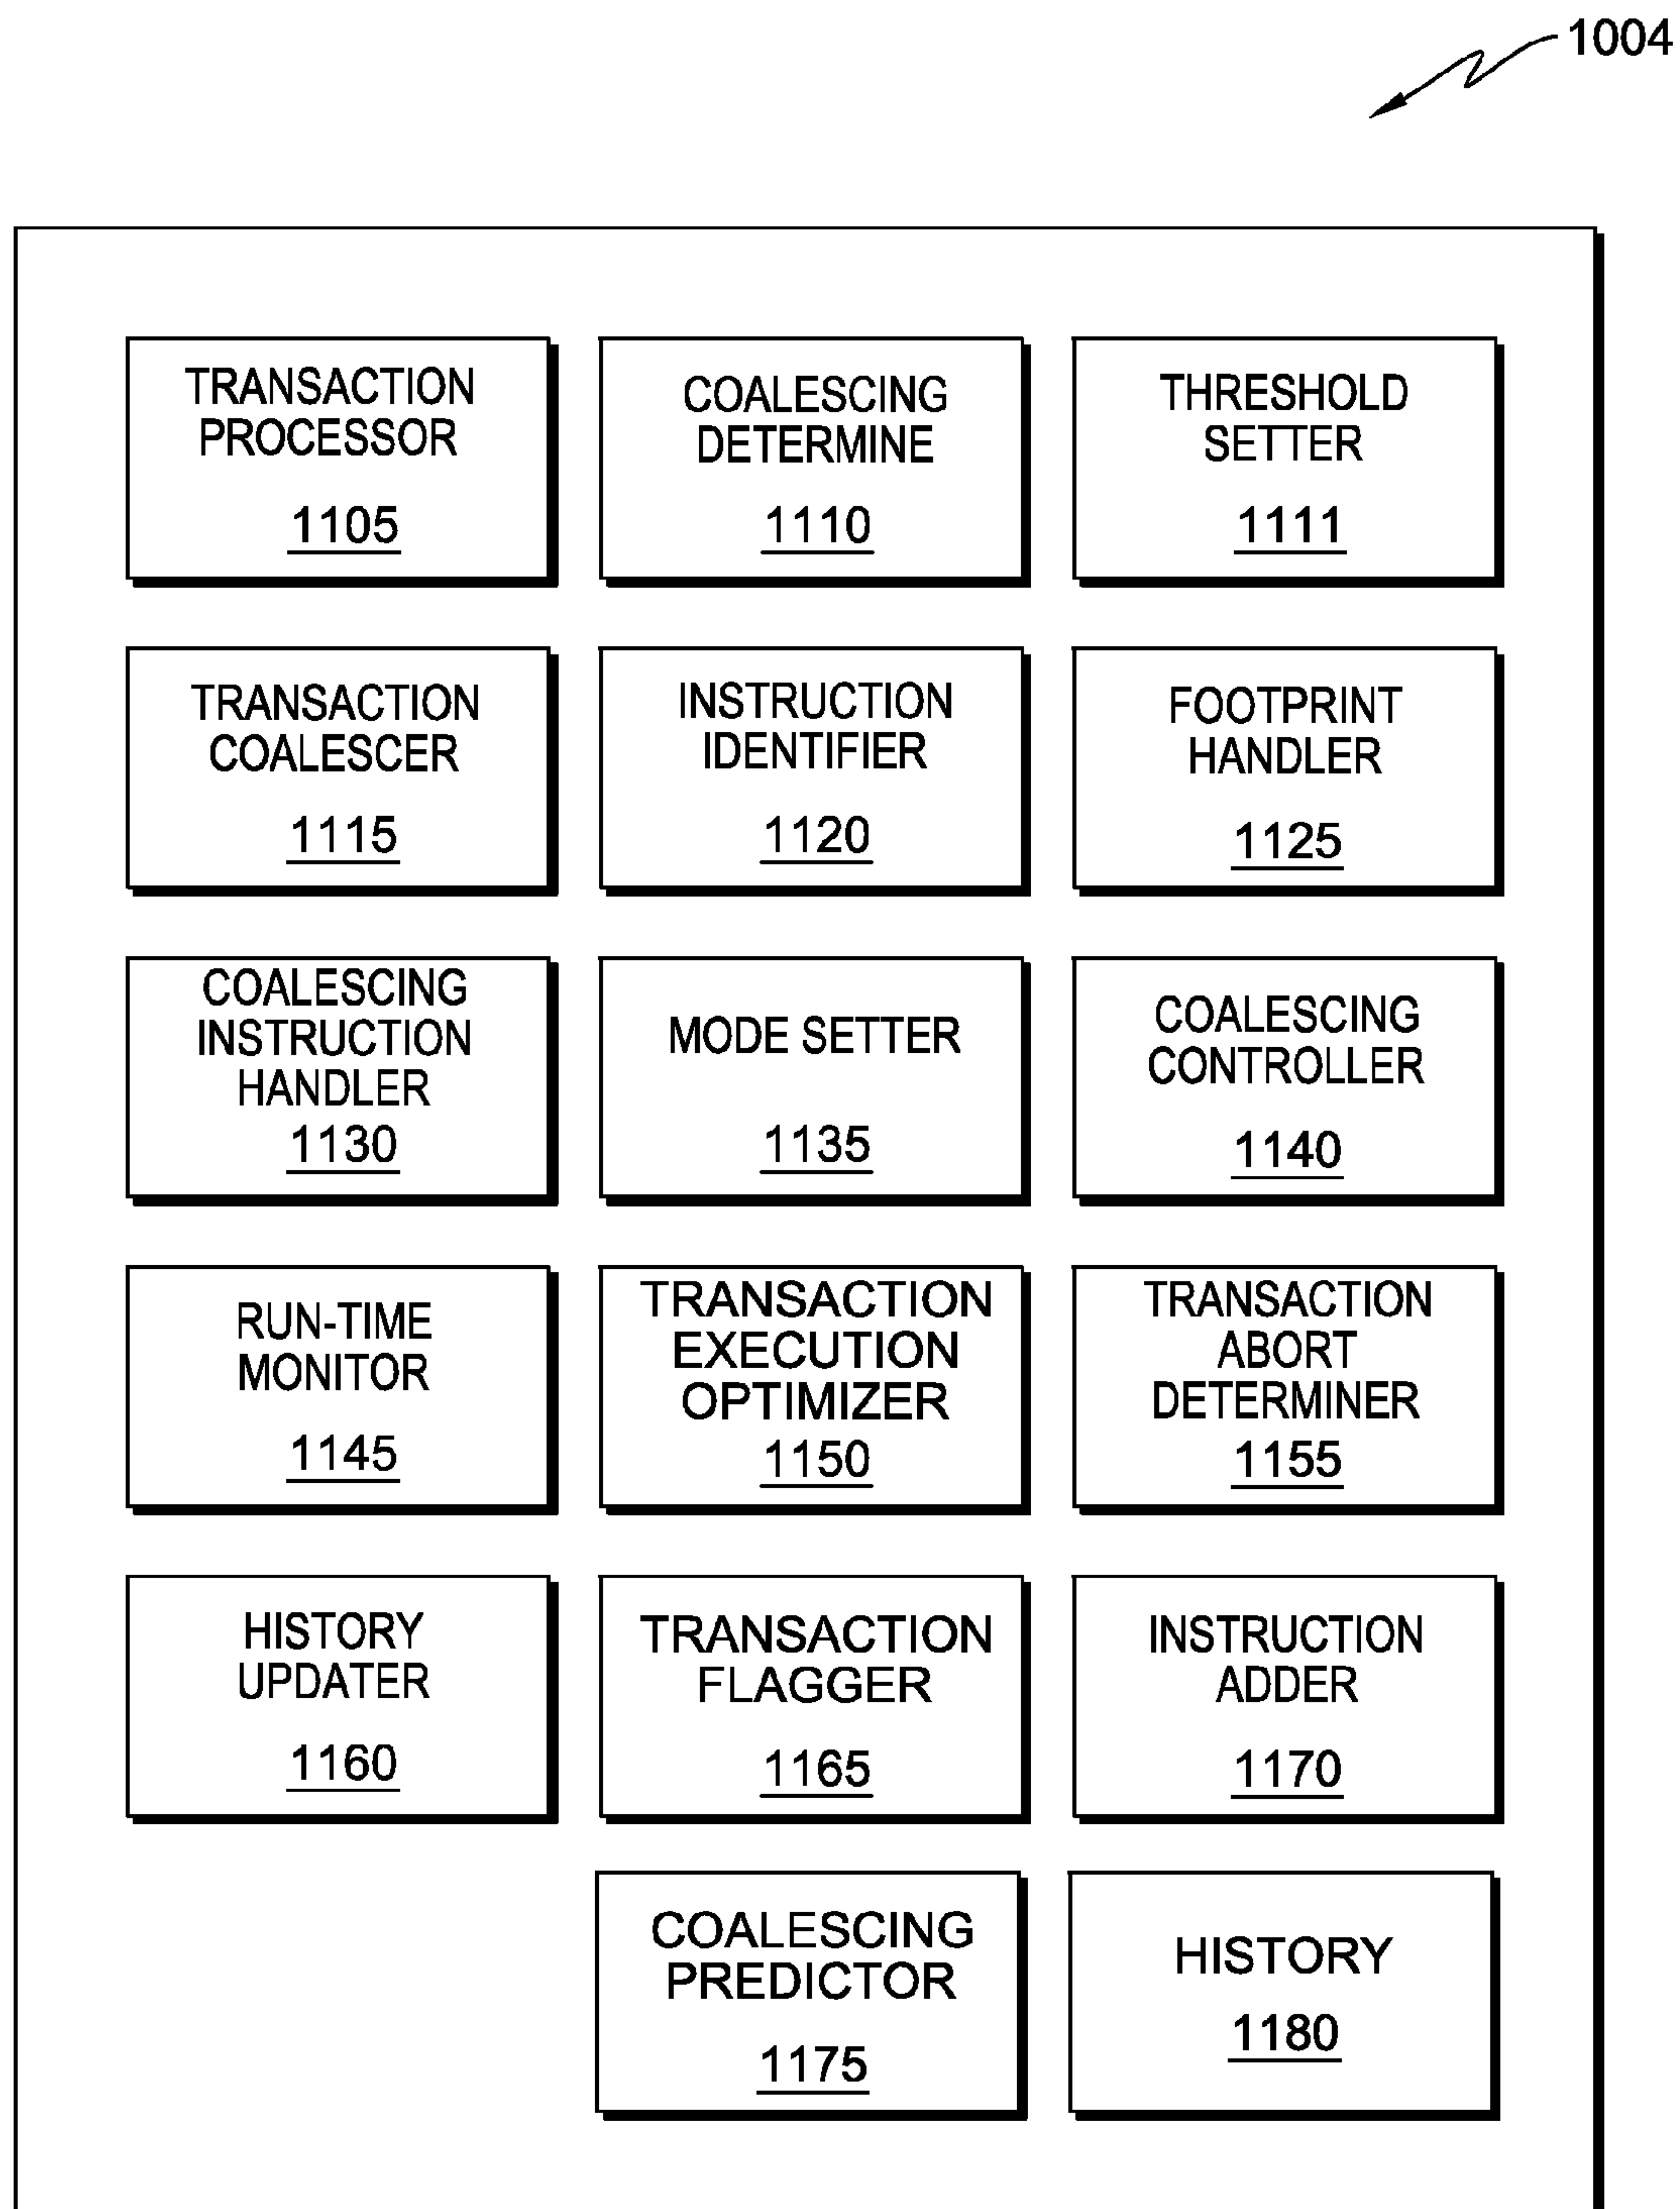 1004
TRANSACTION
PROCESSOR
1105
COALESCING
DETERMINE
1110
THRESHOLD
SETTER
1111
TRANSACTION
COALESCER
1115
INSTRUCTION
IDENTIFIER
1120
FOOTPRINT
HANDLER
1125
COALESCING
INSTRUCTION
HANDLER
1130
MODE SETTER
1135
COALESCING
CONTROLLER
1140
RUN-TIME
MONITOR
1145
TRANSACTION
EXECUTION
OPTIMIZER
1150
TRANSACTION
ABORT
DETERMINER
1155
HISTORY
UPDATER
1160
TRANSACTION
FLAGGER
1165
INSTRUCTION
ADDER
1170
COALESCING
PREDICTOR
1175
HISTORY
1180